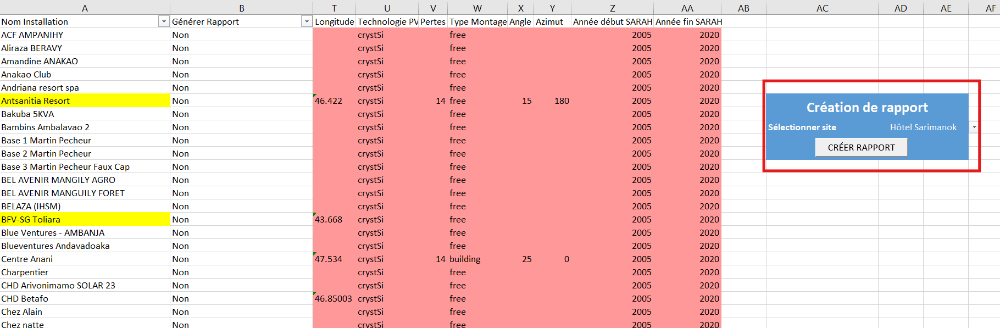 A B T U V W X Y Z AA AB AC AD AE AF
Nom Installation Générer Rapport Longitude Technologie PV Pertes Type Montage Angle Azimut Année début SARAH Année fin SARAH
ACF AMPANIHY Non crystSi free 2005 2020
Aliraza BERAVY Non crystSi free 2005 2020
Amandine ANAKAO Non crystSi free 2005 2020
Anakao Club Non crystSi free 2005 2020
Andriana resort spa Non crystSi free 2005 2020
Antsanitia Resort Non 46.422 crystSi 14 free 15 180 2005 2020
Bakuba 5KVA Non crystSi free 2005 2020
Bambins Ambalavao 2 Non crystSi free 2005 2020
Base 1 Martin Pecheur Non crystSi free 2005 2020
Base 2 Martin Pecheur Non crystSi free 2005 2020
Base 3 Martin Pecheur Faux Cap Non crystSi free 2005 2020
BEL AVENIR MANGILY AGRO Non crystSi free 2005 2020
BEL AVENIR MANGUILY FORET Non crystSi free 2005 2020
BELAZA (IHSM) Non crystSi free 2005 2020
BFV-SG Toliara Non 43.668 crystSi free 2005 2020
Blue Ventures - AMBANJA Non crystSi free 2005 2020
Blueventures Andavadoaka Non crystSi free 2005 2020
Centre Anani Non 47.534 crystSi 14 building 25 0 2005 2020
Charpentier Non crystSi free 2005 2020
CHD Arivonimamo SOLAR 23 Non crystSi free 2005 2020
CHD Betafo Non 46.85003 crystSi free 2005 2020
Chez Alain Non crystSi free 2005 2020
Chez natte Non crystSi free 2005 2020
Création de rapport
Sélectionner site Hôtel Sarimanok
CRÉER RAPPORT